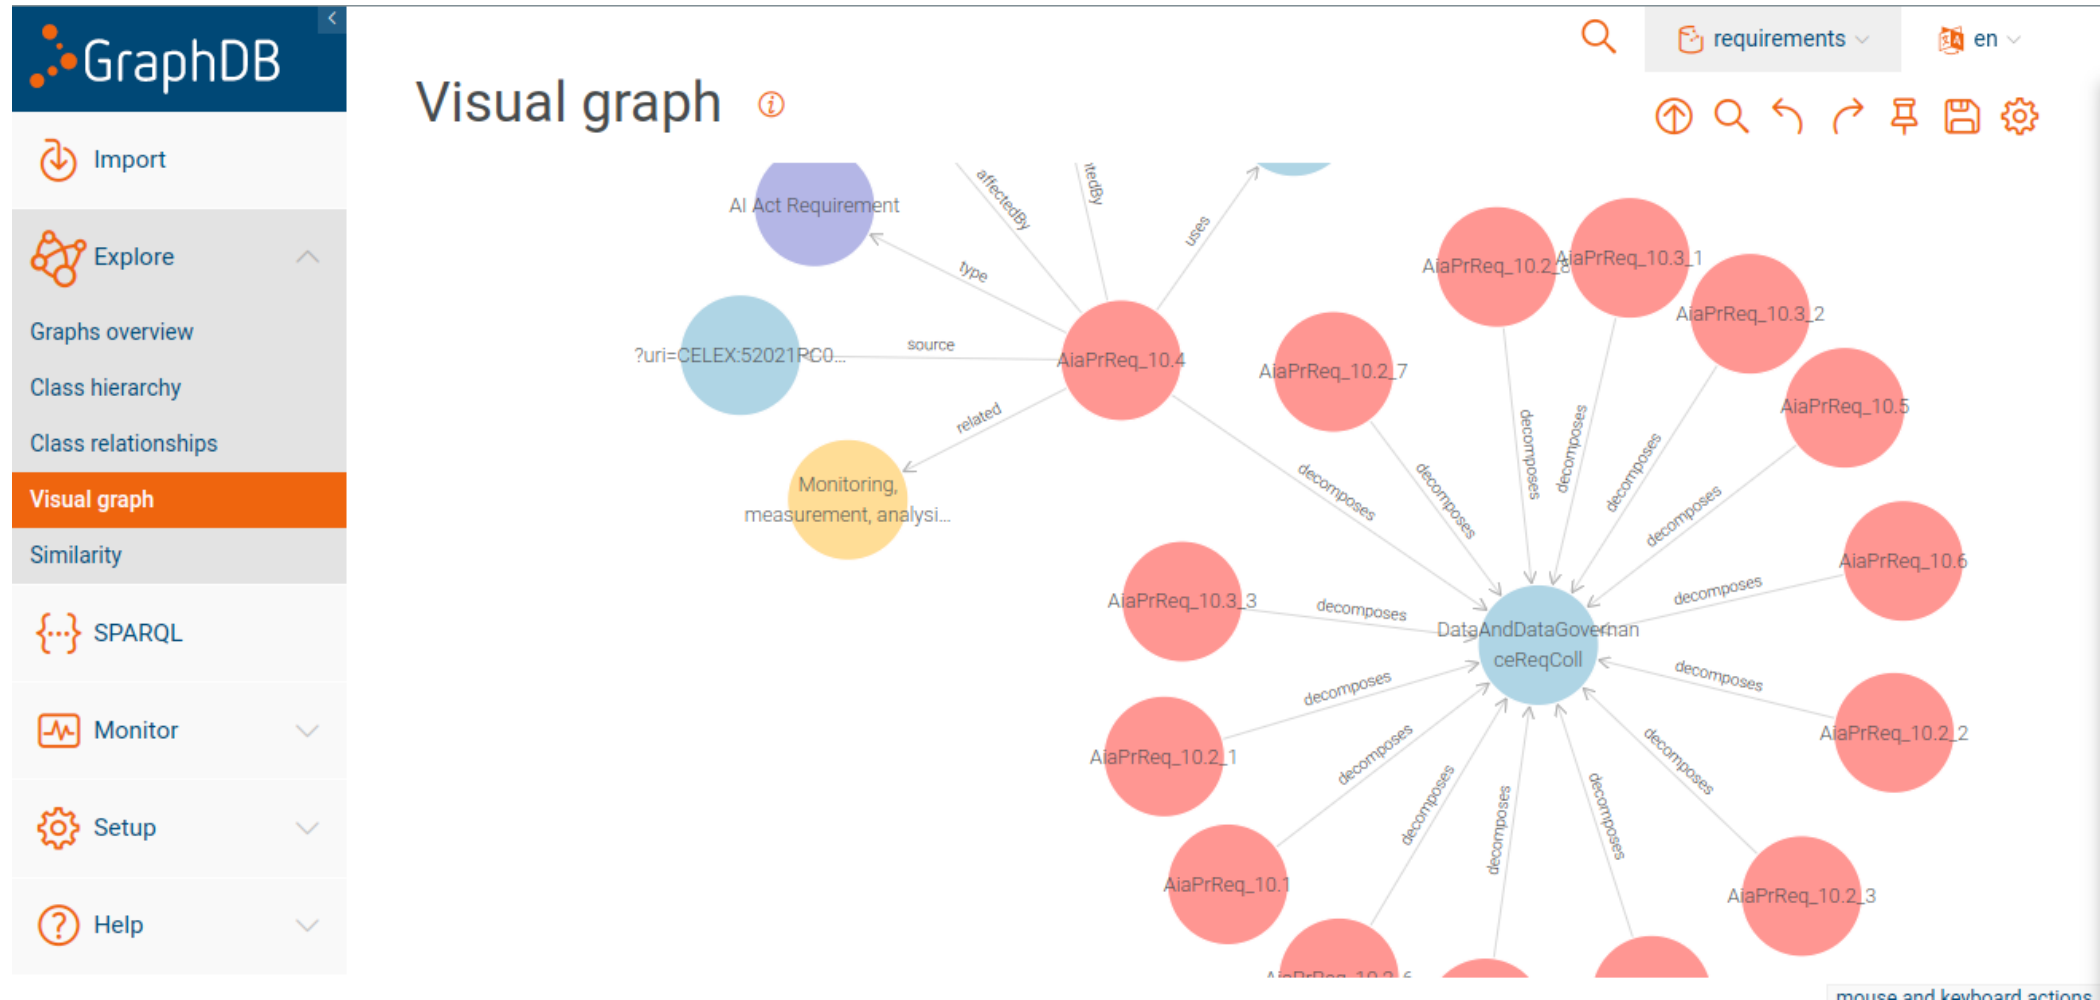 GraphDB
requirements
en
Visual graph
Import
Explore
Graphs overview
Class hierarchy
Class relationships
Visual graph
Similarity
SPARQL
Monitor
Setup
Help
affectedBy
uses
AI Act Requirement
type
?uri=CELEX:52021PC0...
source
AiaPrReq_10.4
related
Monitoring,
measurement, analysi...
AiaPrReq_10.2_8
AiaPrReq_10.3_1
AiaPrReq_10.3_2
AiaPrReq_10.2_7
AiaPrReq_10.5
decomposes
decomposes
decomposes
decomposes
decomposes
decomposes
AiaPrReq_10.6
decomposes
AiaPrReq_10.3_3
decomposes
DataAndDataGovernan
ceReqColl
decomposes
decomposes
AiaPrReq_10.2_2
AiaPrReq_10.2_1
decomposes
decomposes
decomposes
decomposes
decomposes
AiaPrReq_10.1
AiaPrReq_10.2_3
mouse and keyboard actions